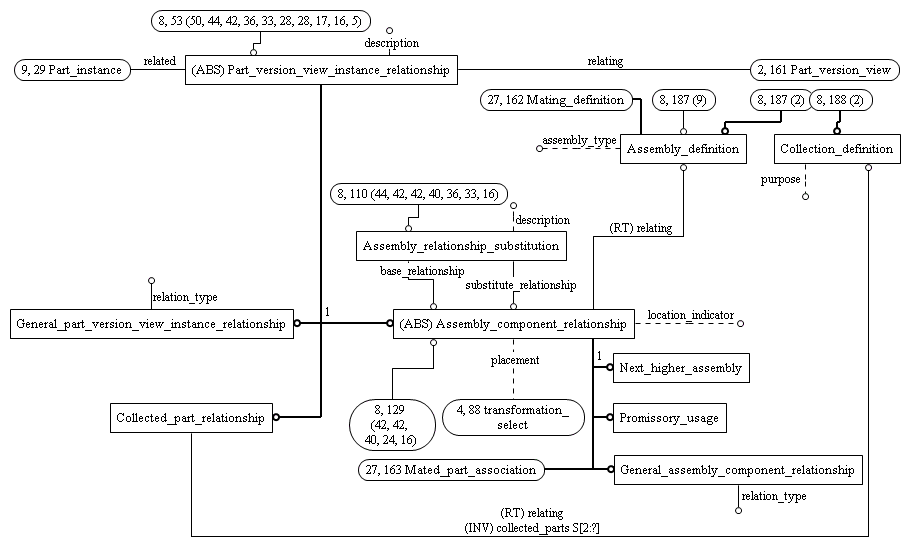 8, 53 (50, 44, 42, 36, 33, 28, 28, 17, 16, 5)
description
related
relating
9, 29 Part_instance
(ABS) Part_version_view_instance_relationship
2, 161 Part_version_view
27, 162 Mating_definition
8, 187 (9)
8, 187 (2)
8, 188 (2)
assembly_type
Assembly_definition
Collection_definition
purpose
8, 110 (44, 42, 42, 40, 36, 33, 16)
description
(RT) relating
Assembly_relationship_substitution
base_relationship
substitute_relationship
relation_type
1
location_indicator
General_part_version_view_instance_relationship
(ABS) Assembly_component_relationship
placement
1
Next_higher_assembly
Collected_part_relationship
8, 129
(42, 42,
40, 24, 16)
4, 88 transformation_
select
Promissory_usage
27, 163 Mated_part_association
General_assembly_component_relationship
relation_type
(RT) relating
(INV) collected_parts S[2:?]